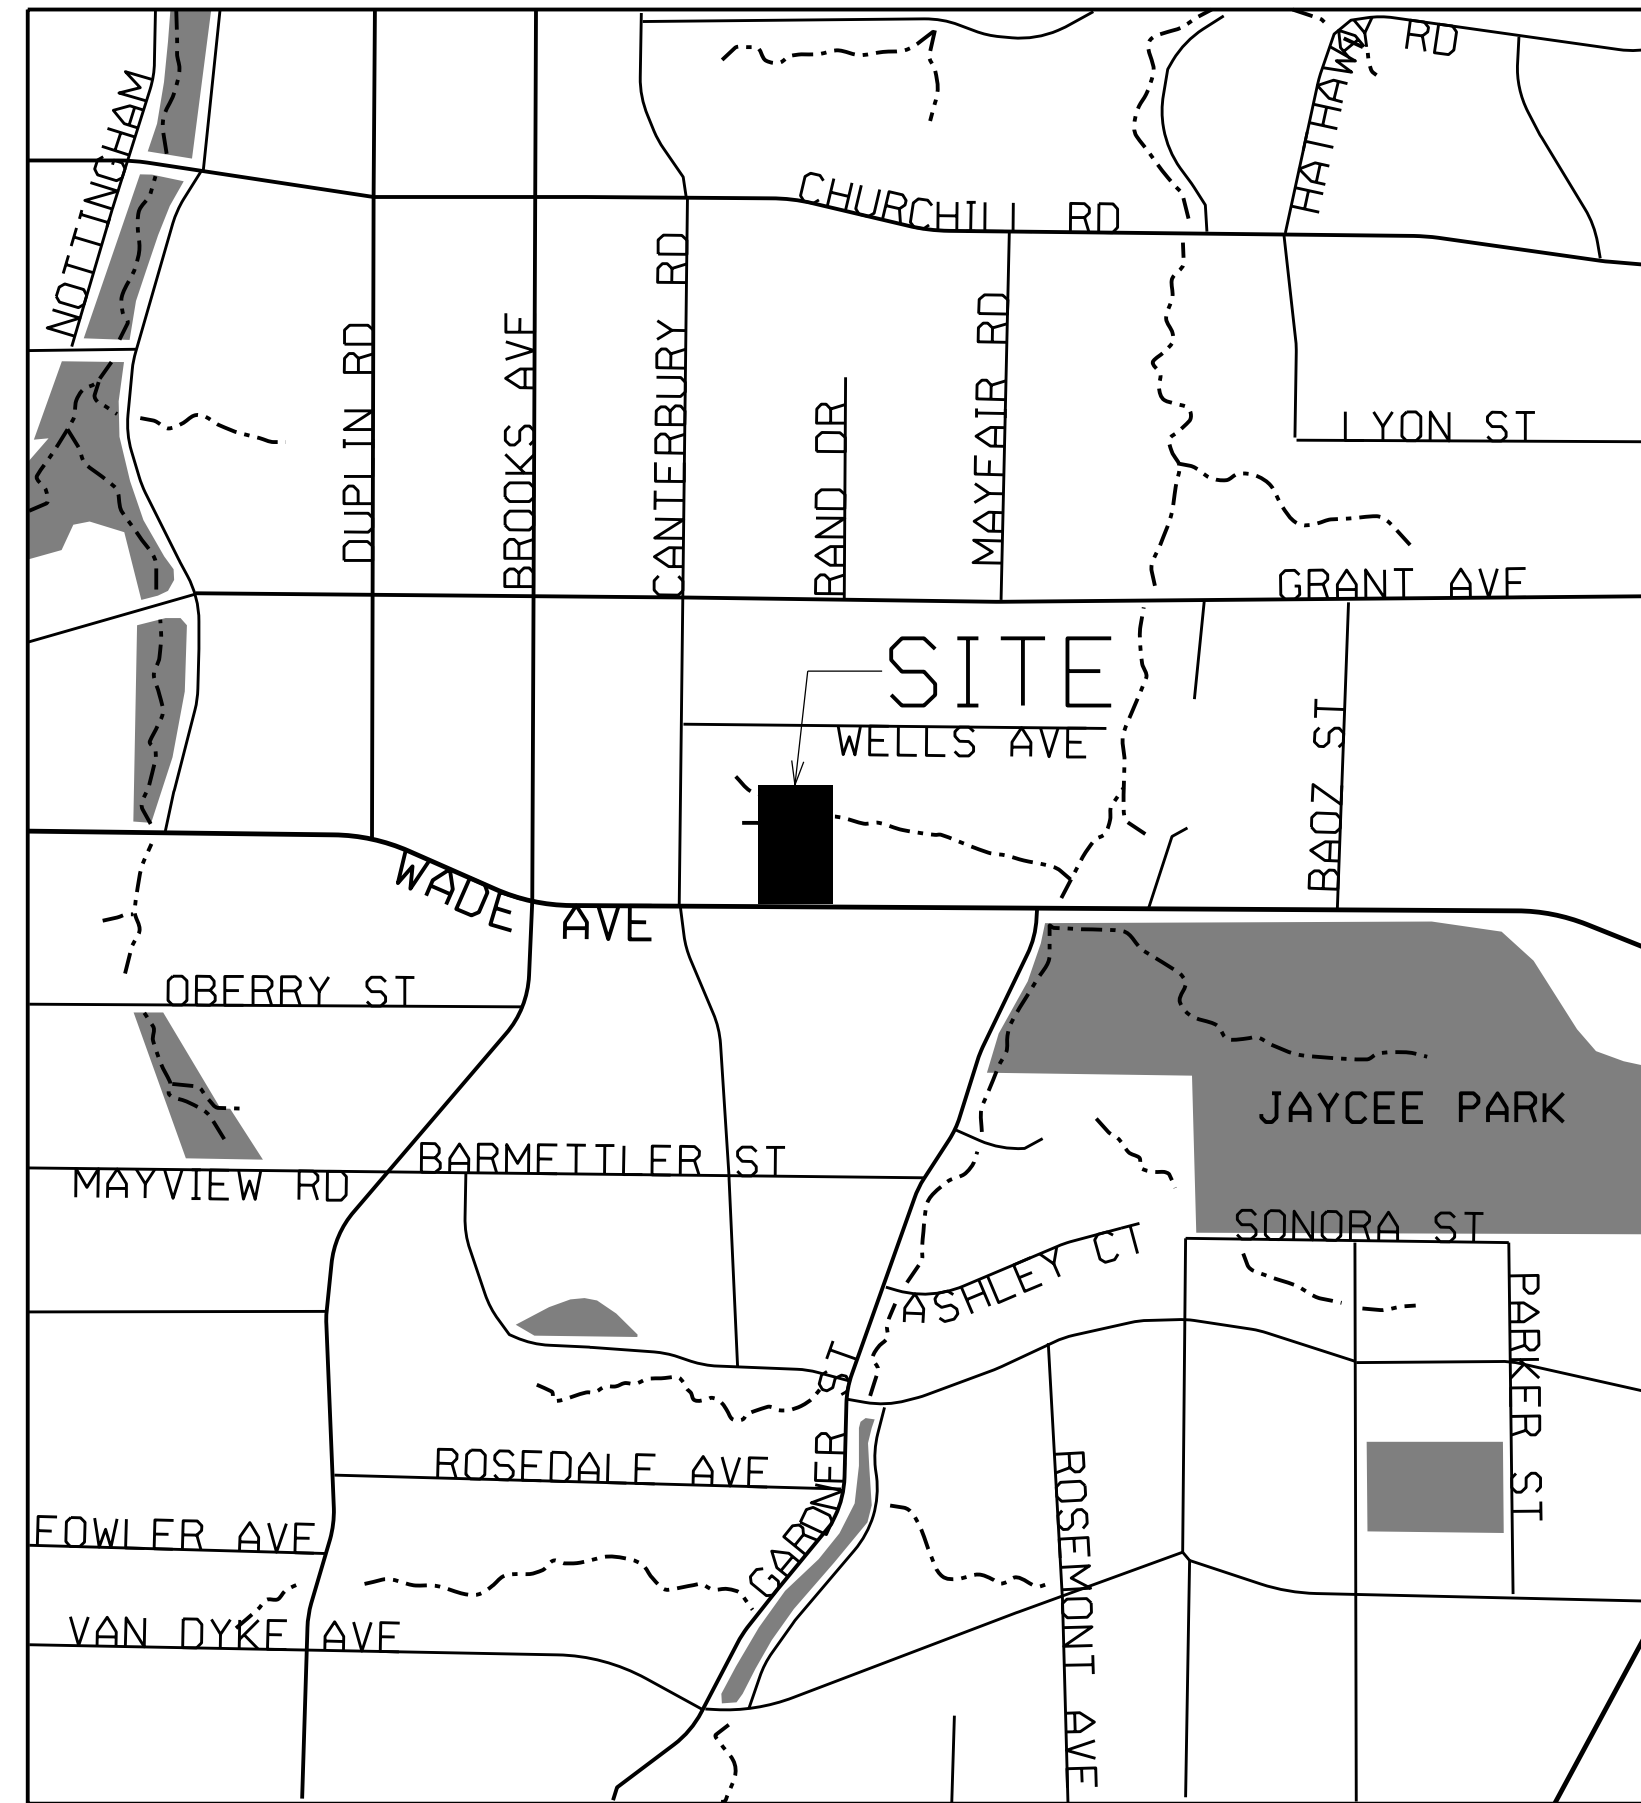 HATHAWAY RD
NOTTINGHAM
CHURCHILL RD
DUPLIN RD
BROOKS AVE
CANTERBURY RD
RAND DR
MAYFAIR RD
LYON ST
GRANT AVE
SITE
WELLS AVE
BAOZ ST
WADE AVE
OBERRY ST
JAYCEE PARK
BARMETTLER ST
MAYVIEW RD
SONORA ST
ASHLEY CT
PARKER ST
GARDNER ST
ROSEDALE AVE
ROSEMONT AVE
FOWLER AVE
VAN DYKE AVE